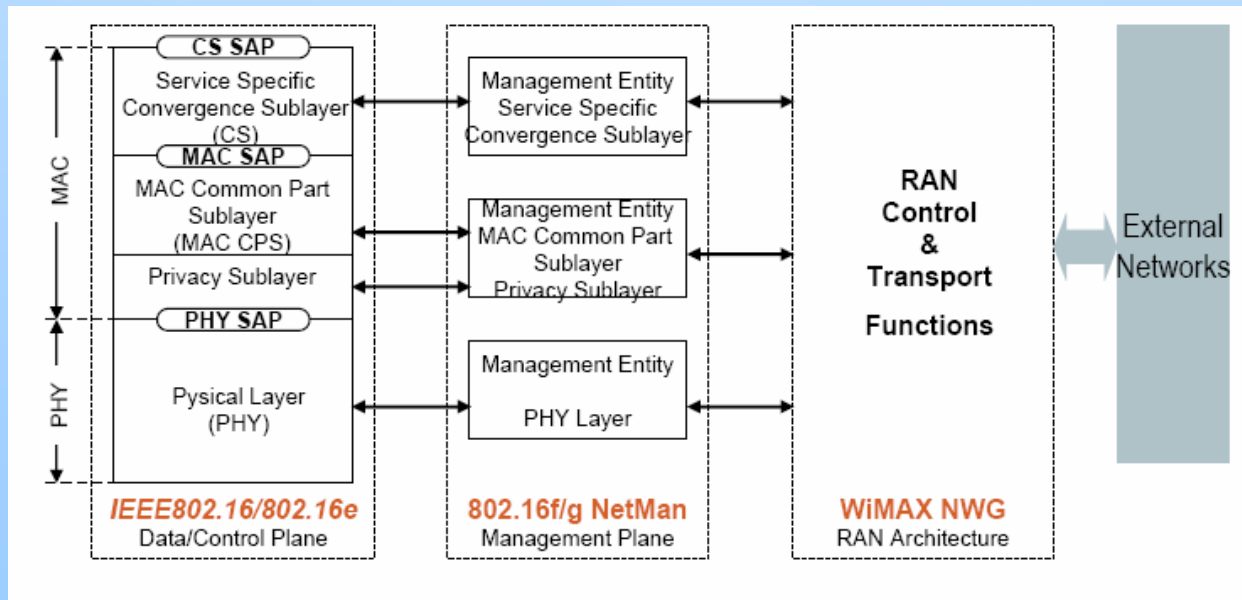 CS SAP
Service Specific
Convergence Sublayer
(CS)
MAC SAP
MAC Common Part
Sublayer
(MAC CPS)
Privacy Sublayer
PHY SAP
Pysical Layer
(PHY)
MAC
PHY
IEEE802.16/802.16e
Data/Control Plane
Management Entity
Service Specific
Convergence Sublayer
Management Entity
MAC Common Part
Sublayer
Privacy Sublayer
Management Entity
PHY Layer
802.16f/g NetMan
Management Plane
RAN
Control
&
Transport
Functions
WiMAX NWG
RAN Architecture
External
Networks